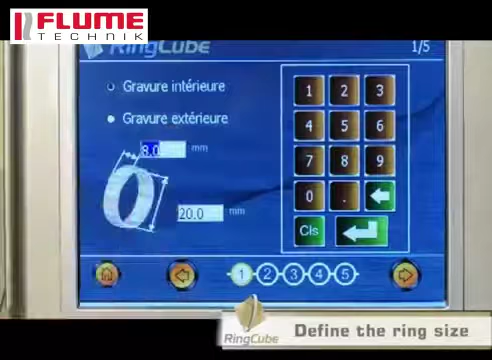 FLUME
TECHNIK
RingCube
1/5
Gravure intérieure
Gravure extérieure
8.0 mm
20.0 mm
1 2 3
4 5 6
7 8 9
0 .
Cls
1 2 3 4 5
RingCube
Define the ring size